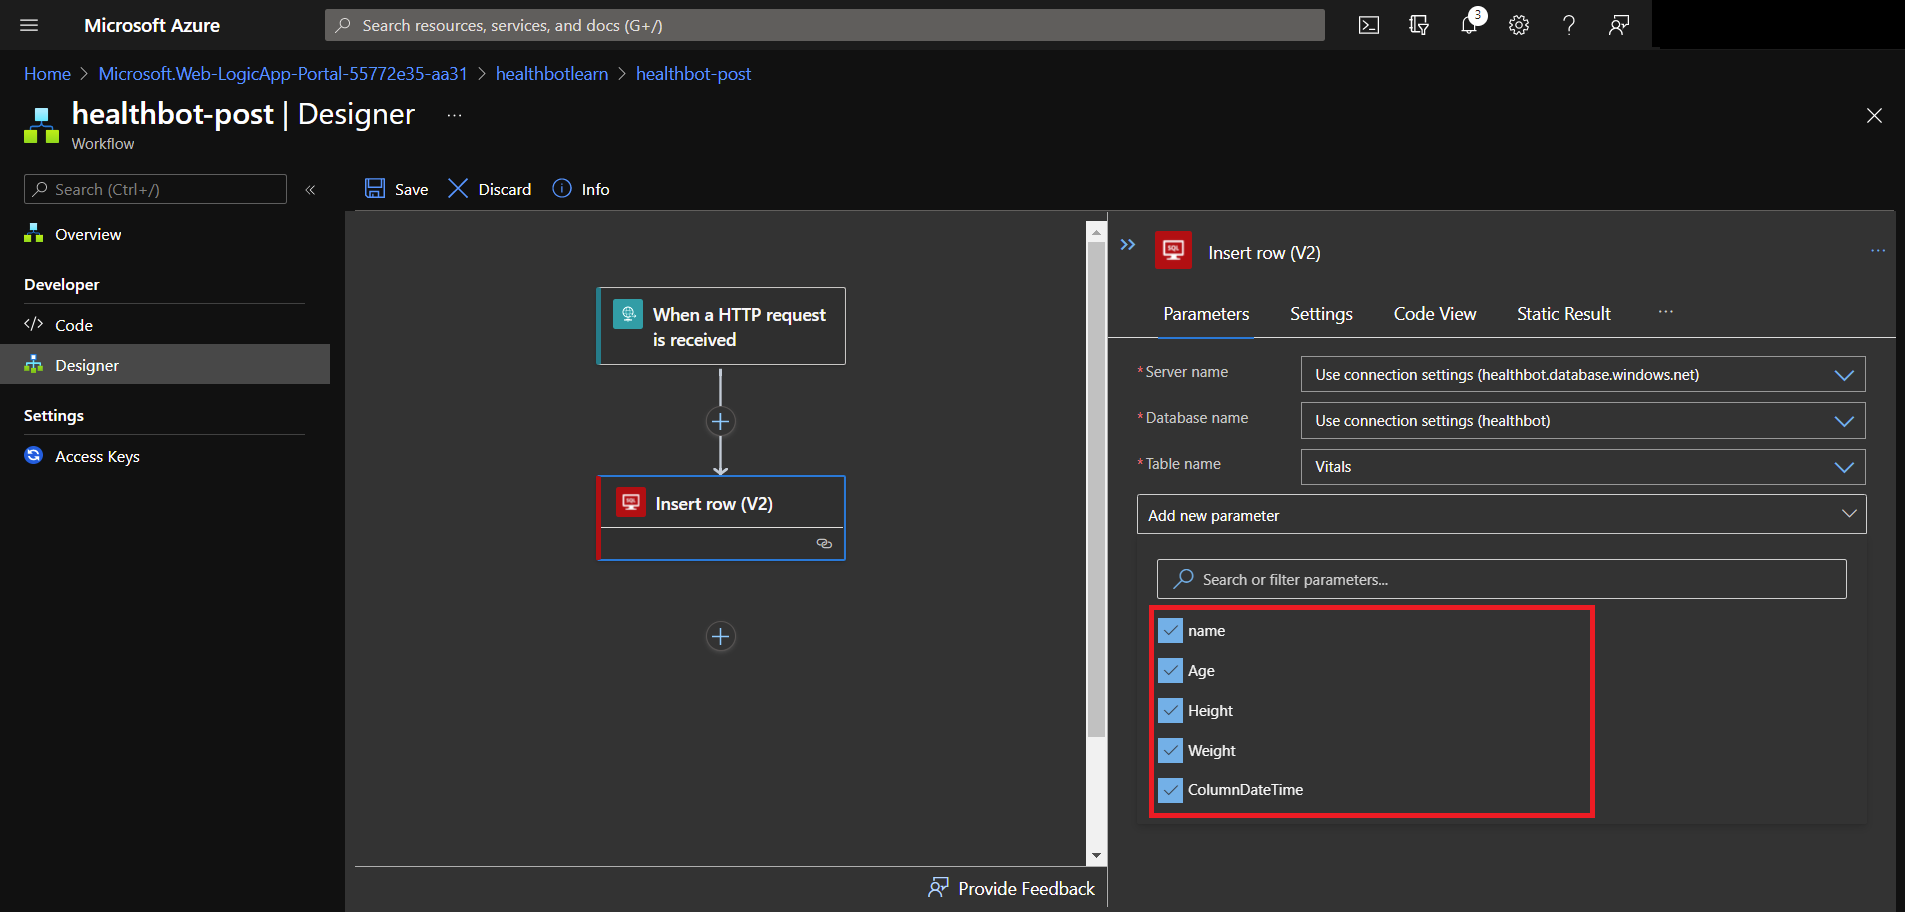 Microsoft Azure
Search resources, services, and docs (G+/)
3
Home > Microsoft.Web-LogicApp-Portal-55772e35-aa31 > healthbotlearn > healthbot-post
healthbot-post | Designer ...
Workflow
Search (Ctrl+/)
«
Overview
Developer
</> Code
Designer
Settings
Access Keys
Save
Discard
Info
When a HTTP request
is received
SQL
Insert row (V2)
SQL
Insert row (V2)
...
Parameters
Settings
Code View
Static Result
...
*Server name
Use connection settings (healthbot.database.windows.net)
*Database name
Use connection settings (healthbot)
*Table name
Vitals
Add new parameter
Search or filter parameters...
name
Age
Height
Weight
ColumnDateTime
Provide Feedback